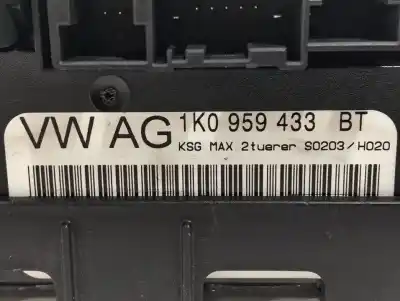 VW AG 1K0 959 433 BT
KSG MAX 2tuerer S0203/H020